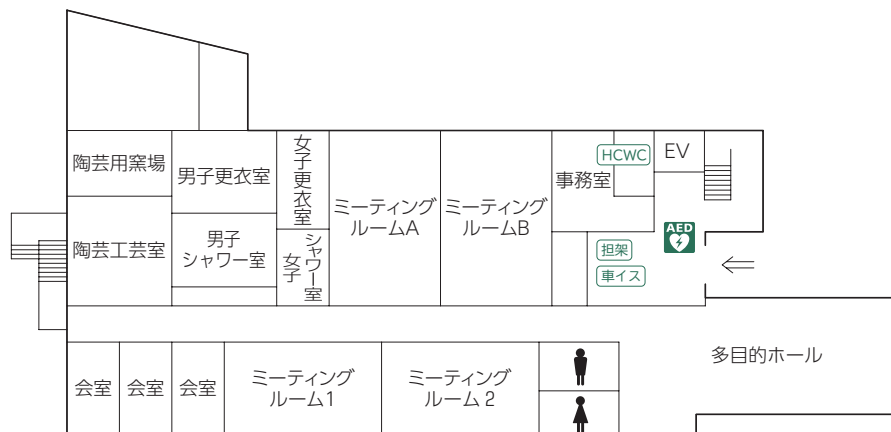 陶芸用窯場
男子更衣室
女子更衣室
ミーティング
ルームA
ミーティング
ルームB
事務室
HCWC
EV
陶芸工芸室
男子
シャワー室
女子
シャワー室
AED
担架
車イス
多目的ホール
会室
会室
会室
ミーティング
ルーム1
ミーティング
ルーム2